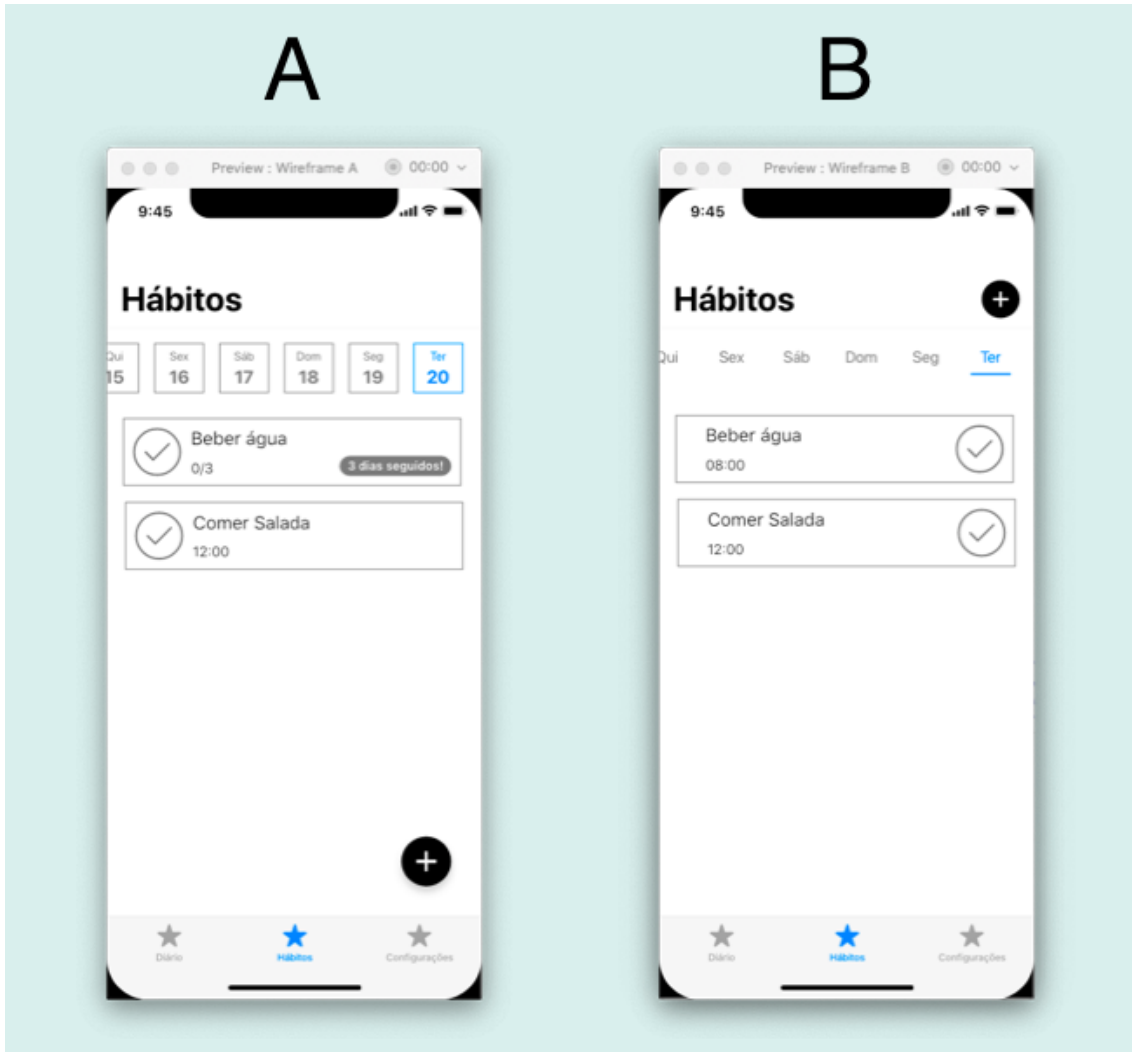 A
B
Preview : Wireframe A
00:00
9:45
Hábitos
Qui
15
Sex
16
Sáb
17
Dom
18
Seg
19
Ter
20
Beber água
0/3
3 dias seguidos!
Comer Salada
12:00
+
Diário
Hábitos
Configurações
Preview : Wireframe B
00:00
9:45
Hábitos
+
Qui
Sex
Sáb
Dom
Seg
Ter
Beber água
08:00
Comer Salada
12:00
Diário
Hábitos
Configurações